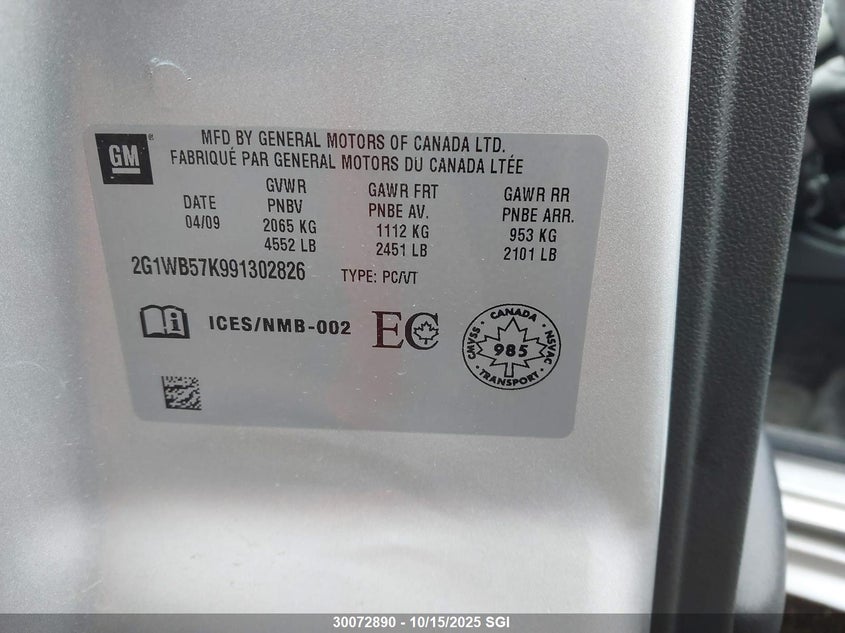 GM
®
MFD BY GENERAL MOTORS OF CANADA LTD.
FABRIQUÉ PAR GENERAL MOTORS DU CANADA LTÉE
DATE
04/09
GVWR
PNBV
2065 KG
4552 LB
GAWR FRT
PNBE AV.
1112 KG
2451 LB
GAWR RR
PNBE ARR.
953 KG
2101 LB
2G1WB57K991302826 TYPE: PC/VT
i ICES/NMB-002 EC
CANADA
CMVSS 985 NSVAC
TRANSPORT
30072890 - 10/15/2025 SGI